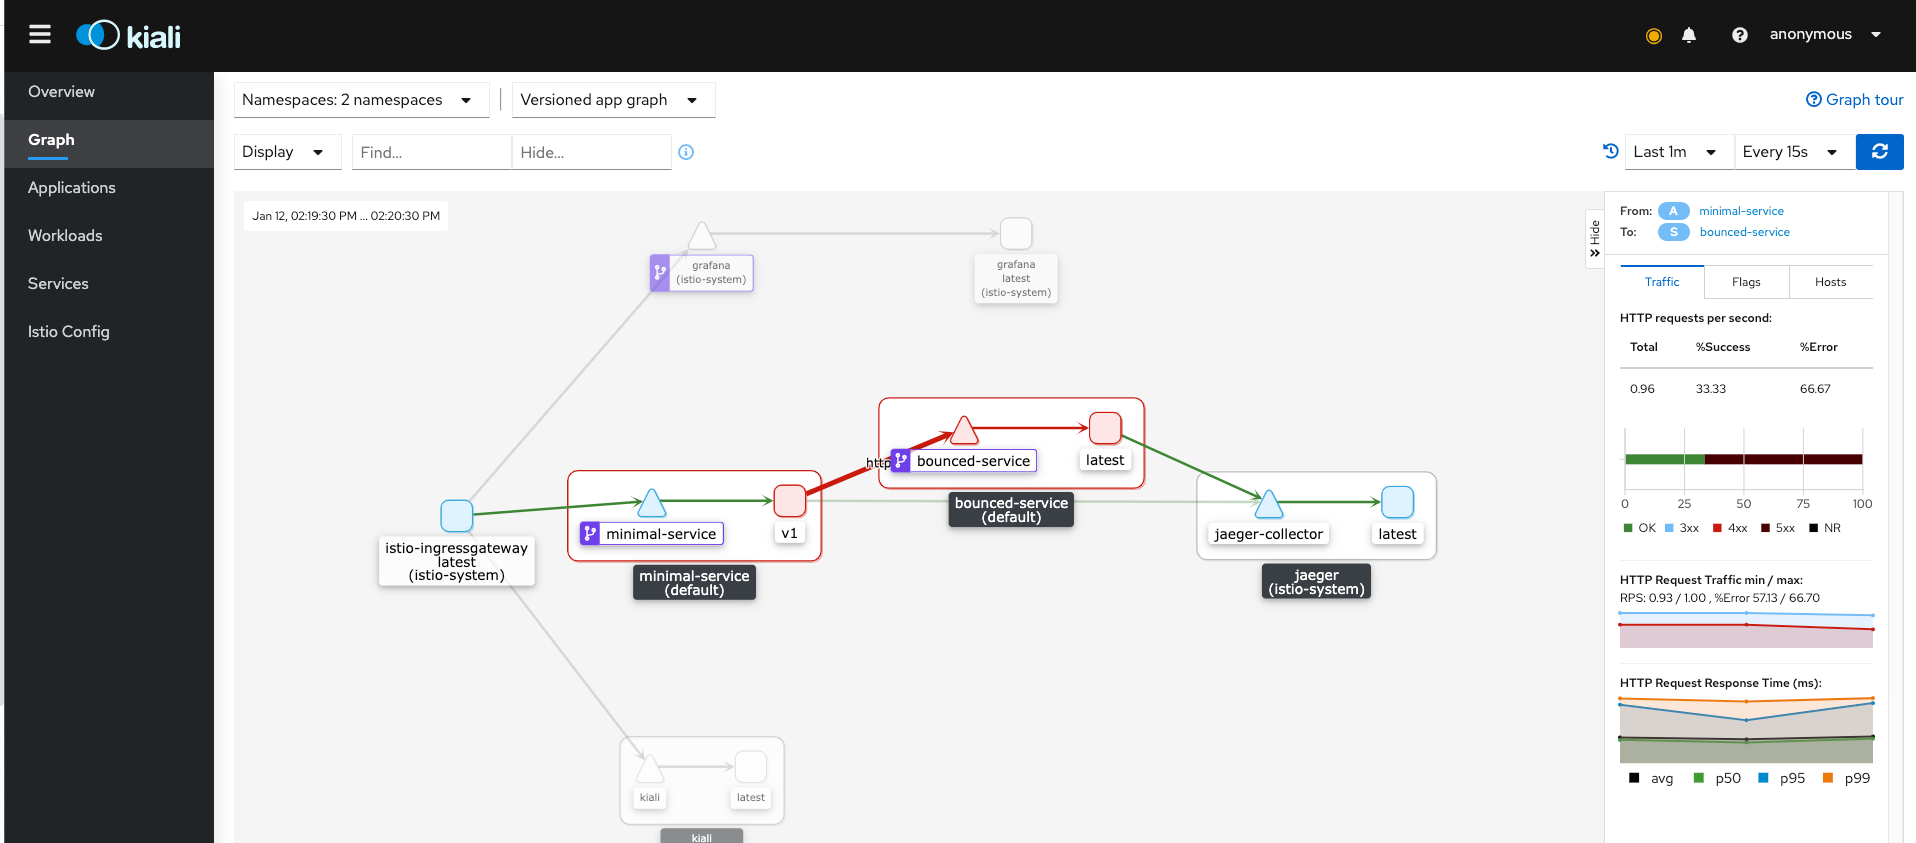 kiali
anonymous
Overview
Graph
Applications
Workloads
Services
Istio Config
Namespaces: 2 namespaces
Versioned app graph
Graph tour
Display
Find...
Hide...
Last 1m
Every 15s
Jan 12, 02:19:30 PM ... 02:20:30 PM
grafana
(istio-system)
grafana
latest
(istio-system)
http
bounced-service
latest
bounced-service
(default)
istio-ingressgateway
latest
(istio-system)
minimal-service
v1
minimal-service
(default)
jaeger-collector
latest
jaeger
(istio-system)
kiali
latest
kiali
Hide
From: A minimal-service
To: S bounced-service
Traffic Flags Hosts
HTTP requests per second:
Total %Success %Error
0.96 33.33 66.67
0 25 50 75 100
OK 3xx 4xx 5xx NR
HTTP Request Traffic min / max:
RPS: 0.93 / 1.00 , %Error 57.13 / 66.70
HTTP Request Response Time (ms):
avg p50 p95 p99